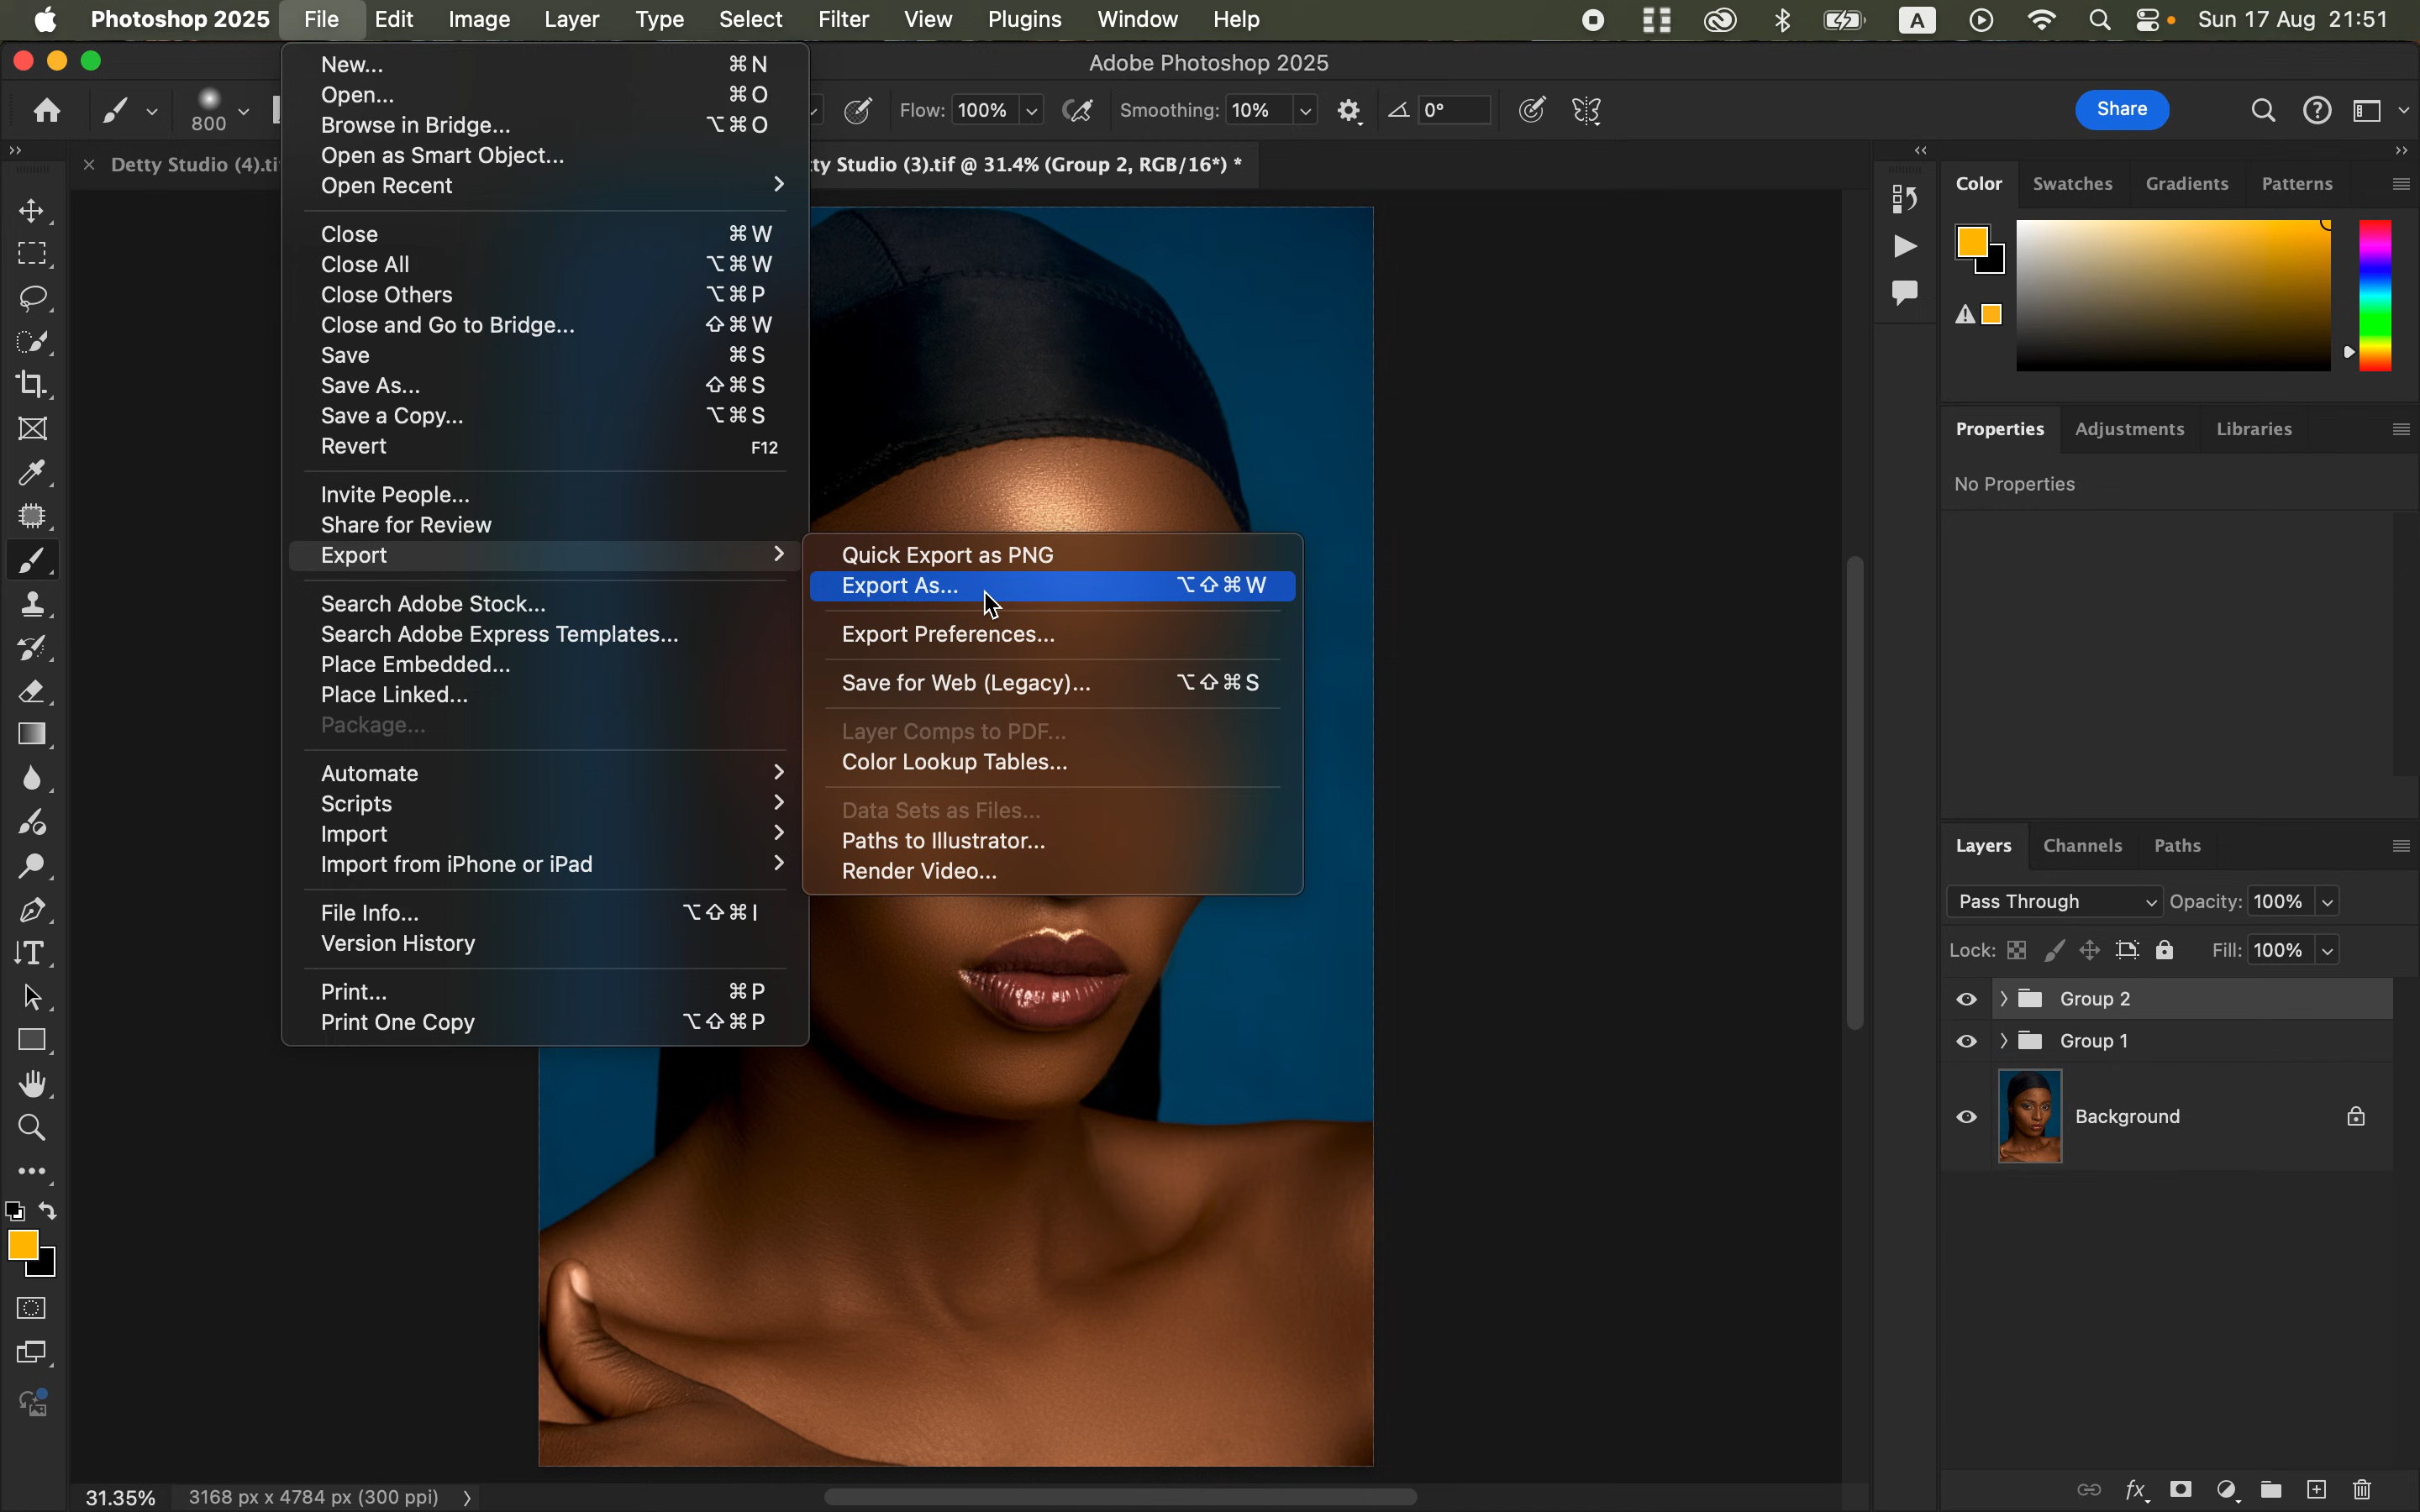 Photoshop 2025 File Edit Image Layer Type Select Filter View Plugins Window Help A Sun 17 Aug 21:51
Adobe Photoshop 2025
800 Flow: 100% Smoothing: 10% 0° Share
Detty Studio (4).ti
ty Studio (3).tif @ 31.4% (Group 2, RGB/16*) *
New... ⌘N
Open... ⌘O
Browse in Bridge... ⌥⌘O
Open as Smart Object...
Open Recent
Close ⌘W
Close All ⌥⌘W
Close Others ⌥⌘P
Close and Go to Bridge... ⇧⌘W
Save ⌘S
Save As... ⇧⌘S
Save a Copy... ⌥⌘S
Revert F12
Invite People...
Share for Review
Export
Search Adobe Stock...
Search Adobe Express Templates...
Place Embedded...
Place Linked...
Package...
Automate
Scripts
Import
Import from iPhone or iPad
File Info... ⌥⇧⌘I
Version History
Print... ⌘P
Print One Copy ⌥⇧⌘P
Quick Export as PNG
Export As... ⌥⇧⌘W
Export Preferences...
Save for Web (Legacy)... ⌥⇧⌘S
Layer Comps to PDF...
Color Lookup Tables...
Data Sets as Files...
Paths to Illustrator...
Render Video...
Color Swatches Gradients Patterns
Properties Adjustments Libraries
No Properties
Layers Channels Paths
Pass Through Opacity: 100%
Lock: Fill: 100%
Group 2
Group 1
Background
fx
31.35% 3168 px x 4784 px (300 ppi)